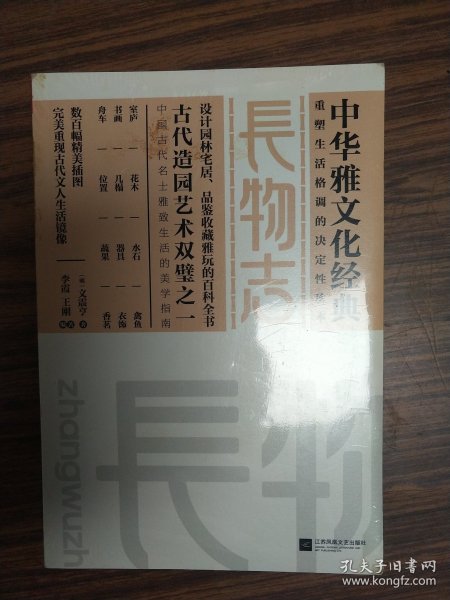 中华雅文化经典
重塑生活格调的决定性
長物志
设计园林宅居、品鉴收藏雅玩的百科全书
古代造园艺术双璧之一
中国古代名士雅致生活的美学指南
室庐 — 花木 — 水石 — 禽鱼
书画 — 几榻 — 器具 — 衣饰
舟车 — 位置 — 蔬果 — 香茗
数百幅精美插图
完美重现古代文人生活镜像
〔明〕文震亨 著
李霞 王刚 编著
zhangwuzh
長物
江苏凤凰文艺出版社
孔夫子旧书网
www.kongfz.com